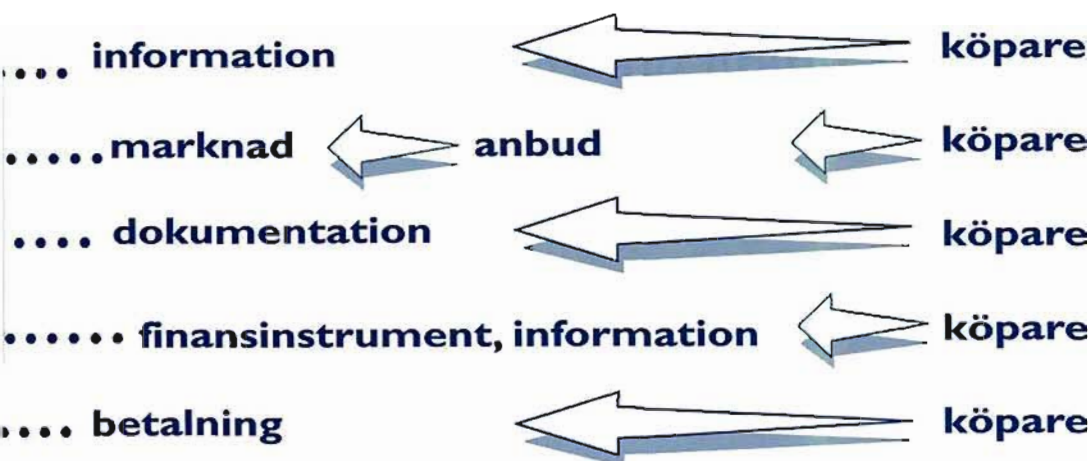 .... information köpare
..... marknad anbud köpare
.... dokumentation köpare
...... finansinstrument, information köpare
.... betalning köpare